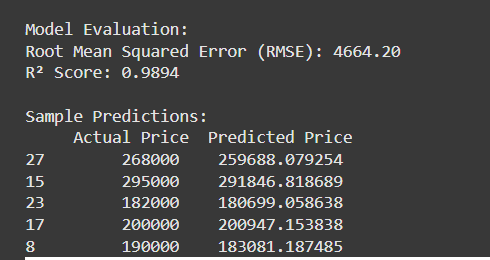 Model Evaluation:
Root Mean Squared Error (RMSE): 4664.20
R² Score: 0.9894
Sample Predictions:
Actual Price Predicted Price
27 268000 259688.079254
15 295000 291846.818689
23 182000 180699.058638
17 200000 200947.153838
8 190000 183081.187485